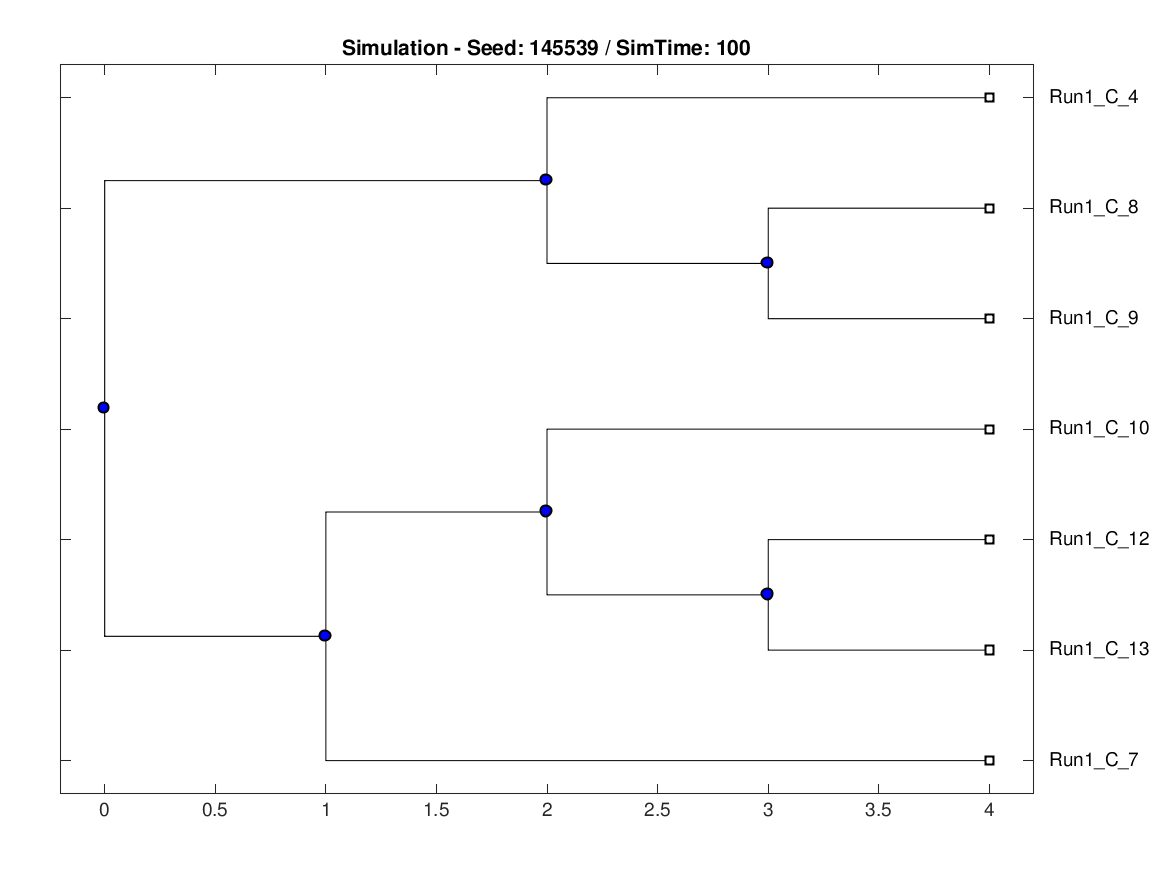 Simulation - Seed: 145539 / SimTime: 100
Run1_C_4
Run1_C_8
Run1_C_9
Run1_C_10
Run1_C_12
Run1_C_13
Run1_C_7
0 0.5 1 1.5 2 2.5 3 3.5 4